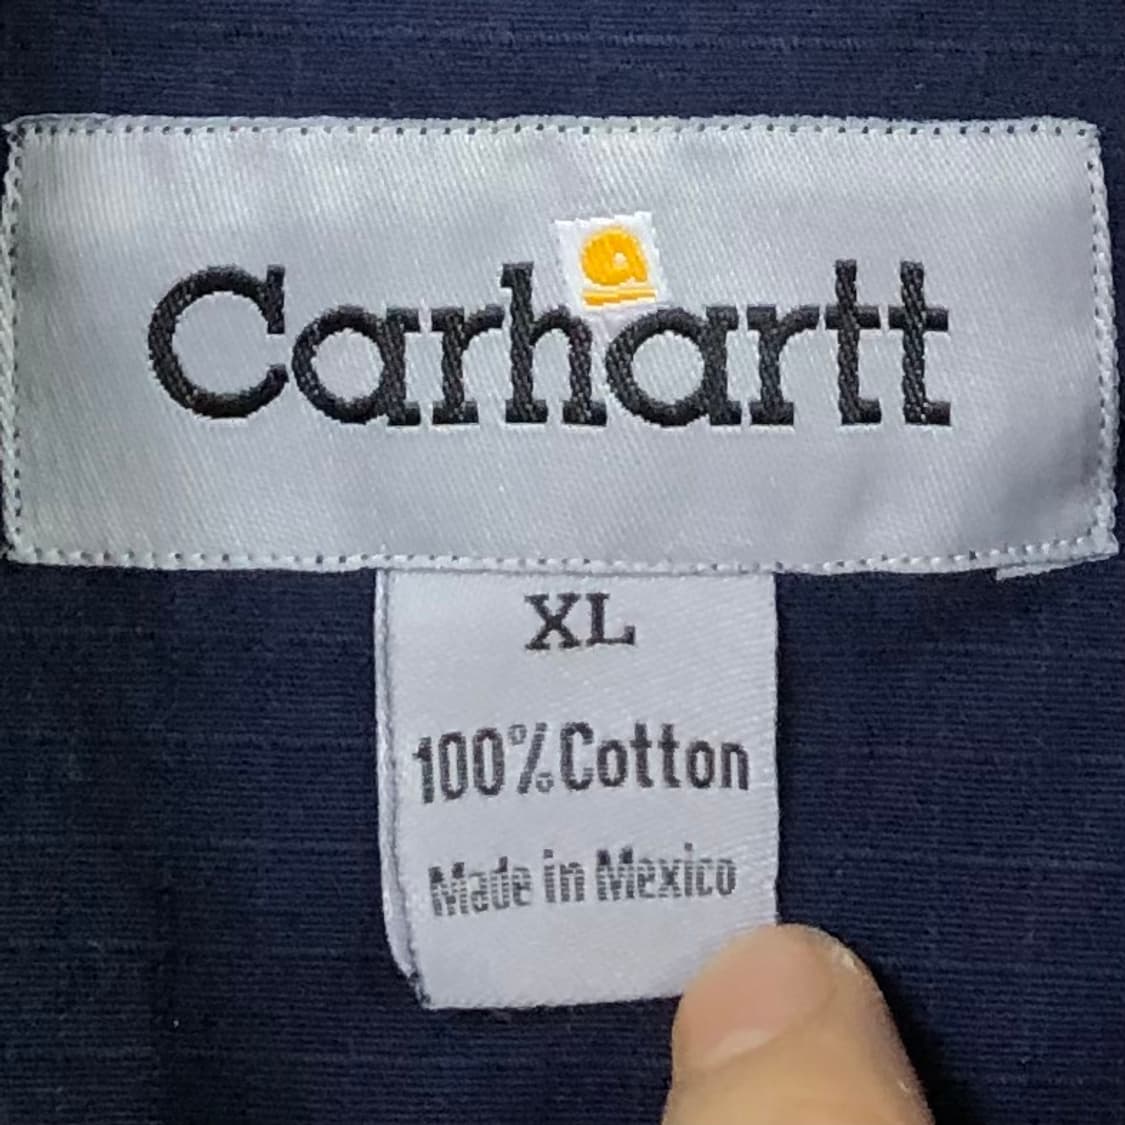 Carhartt
XL
100% Cotton
Made in Mexico